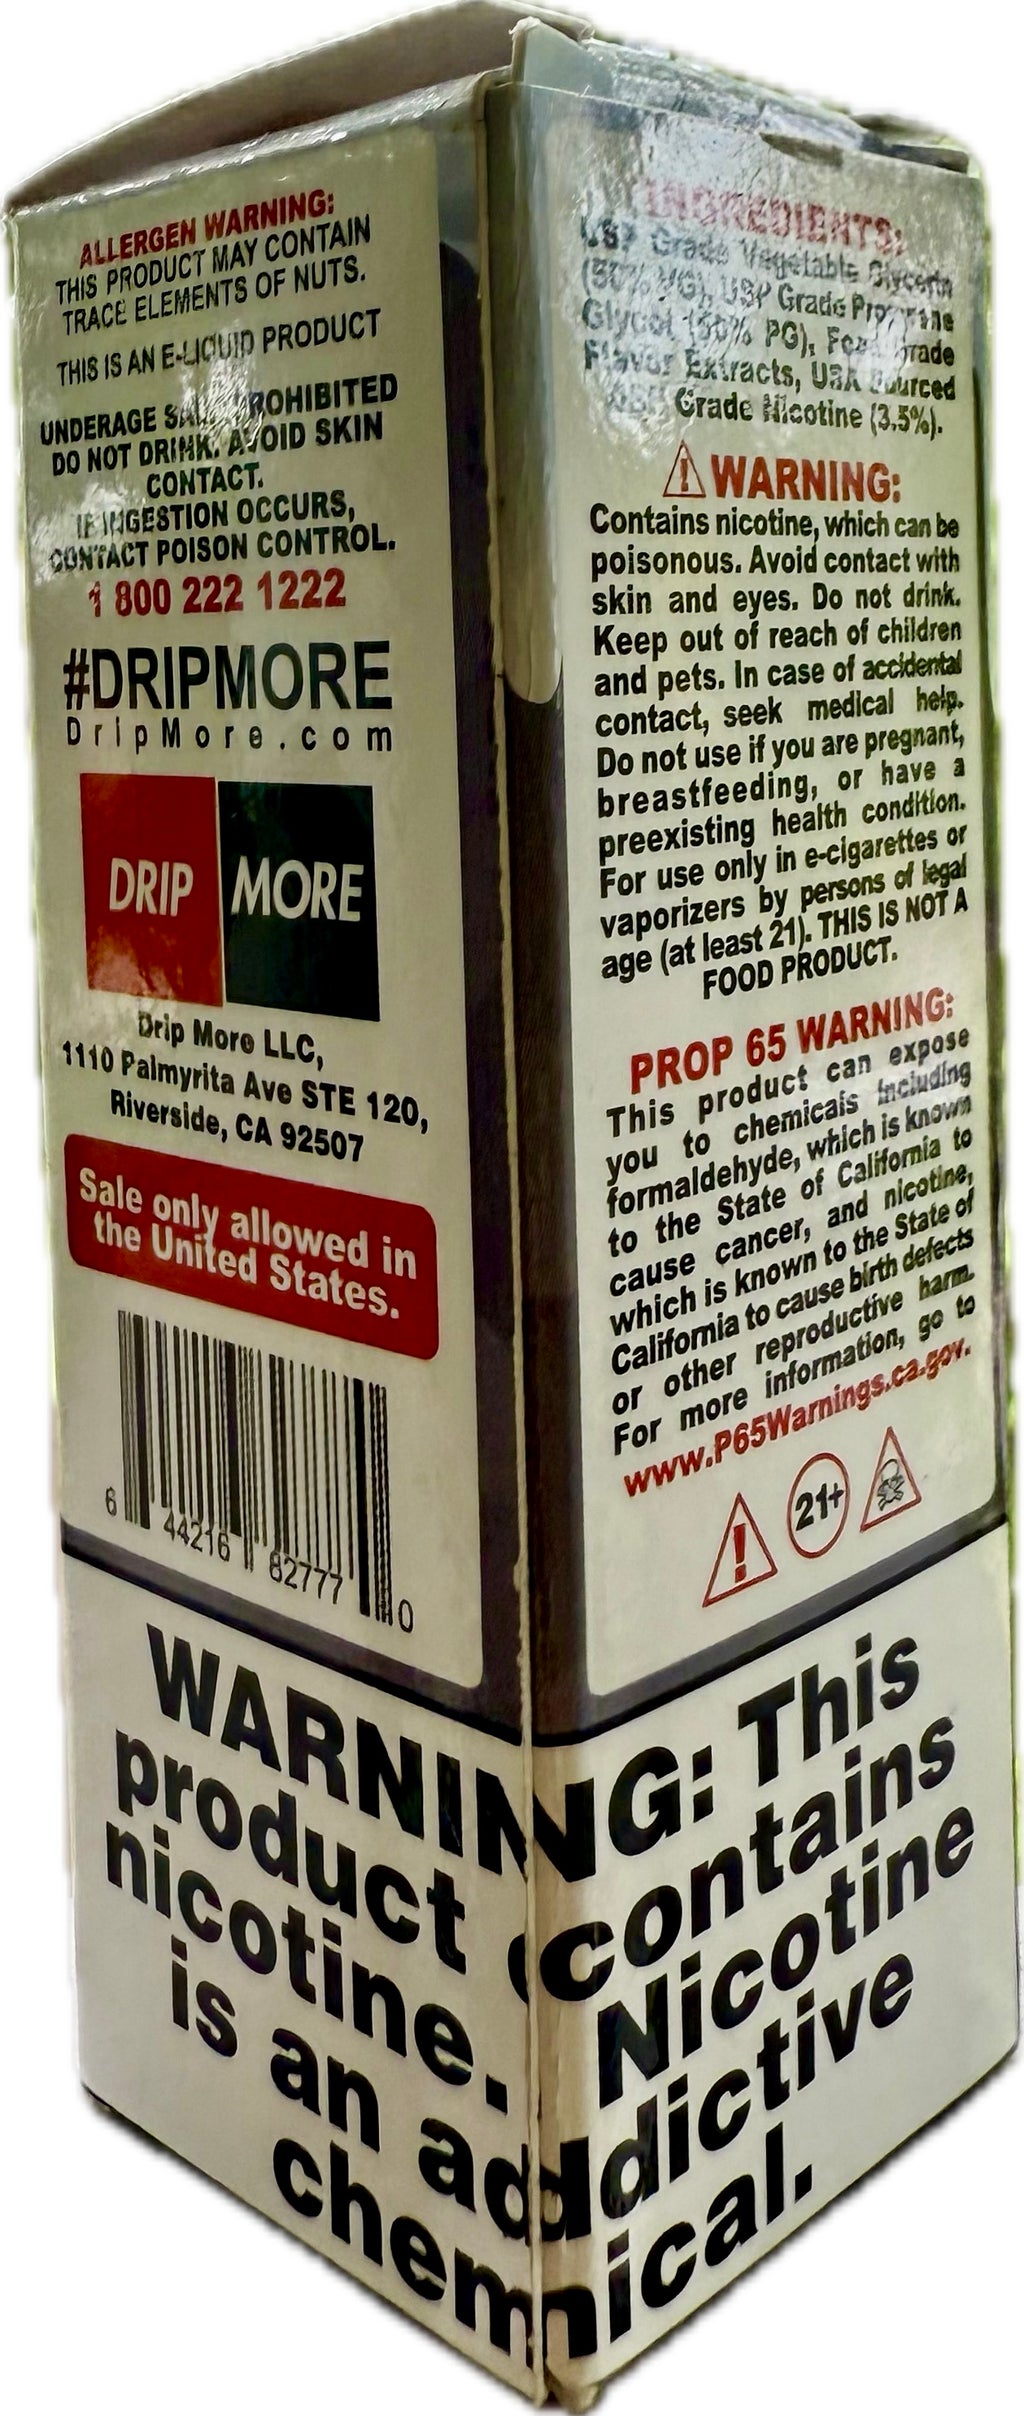 ALLERGEN WARNING:
THIS PRODUCT MAY CONTAIN
TRACE ELEMENTS OF NUTS.
THIS IS AN E-LIQUID PRODUCT
UNDERAGE SALE PROHIBITED
DO NOT DRINK. AVOID SKIN
CONTACT.
IF INGESTION OCCURS,
CONTACT POISON CONTROL.
1 800 222 1222
#DRIPMORE
DripMore.com
DRIP MORE
Drip More LLC,
1110 Palmyrita Ave STE 120,
Riverside, CA 92507
Sale only allowed in
the United States.
6 44216 82777 0
INGREDIENTS:
USP Grade Vegetable Glycerin
(50% VG), USP Grade Propylene
Glycol (50% PG), Food Grade
Flavor Extracts, USA Sourced
USP Grade Nicotine (3.5%).
WARNING:
Contains nicotine, which can be
poisonous. Avoid contact with
skin and eyes. Do not drink.
Keep out of reach of children
and pets. In case of accidental
contact, seek medical help.
Do not use if you are pregnant,
breastfeeding, or have a
preexisting health condition.
For use only in e-cigarettes or
vaporizers by persons of legal
age (at least 21). THIS IS NOT A
FOOD PRODUCT.
PROP 65 WARNING:
This product can expose
you to chemicals including
formaldehyde, which is known
to the State of California to
cause cancer, and nicotine,
which is known to the State of
California to cause birth defects
or other reproductive harm.
For more information, go to
www.P65Warnings.ca.gov.
21+
WARNING: This
product contains
nicotine. Nicotine
is an addictive
chemical.